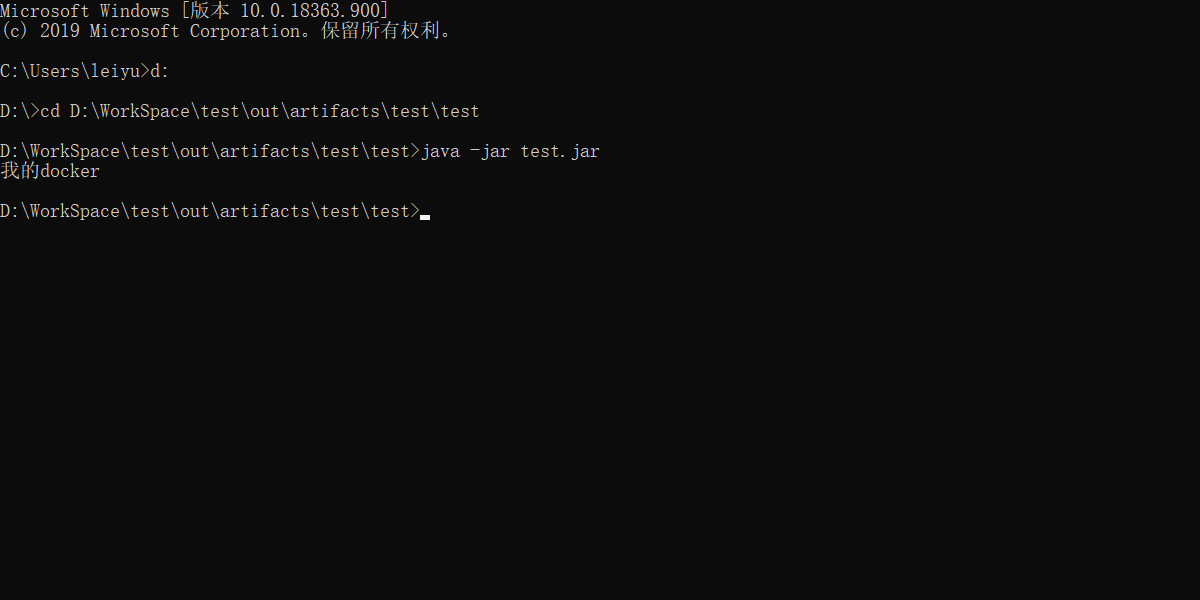 Microsoft Windows [版本 10.0.18363.900]
(c) 2019 Microsoft Corporation。保留所有权利。
C:\Users\leiyu>d:
D:\>cd D:\WorkSpace\test\out\artifacts\test\test
D:\WorkSpace\test\out\artifacts\test\test>java -jar test.jar
我的docker
D:\WorkSpace\test\out\artifacts\test\test>